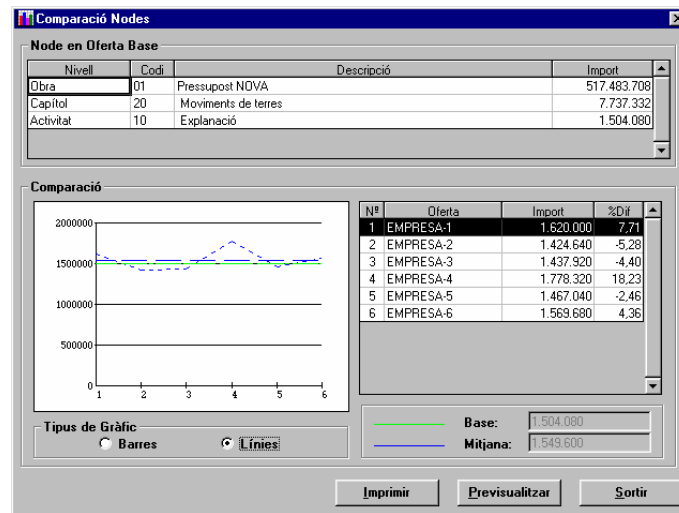 Comparació Nodes
Node en Oferta Base
Nivell Codi Descripció Import
Obra 01 Pressupost NOVA 517.483.708
Capítol 20 Moviments de terres 7.737.332
Activitat 10 Explanació 1.504.080
Comparació
2000000
1500000
1000000
500000
0
1 2 3 4 5 6
Nº Oferta Import %Dif
1 EMPRESA-1 1.620.000 7,71
2 EMPRESA-2 1.424.640 -5,28
3 EMPRESA-3 1.437.920 -4,40
4 EMPRESA-4 1.778.320 18,23
5 EMPRESA-5 1.467.040 -2,46
6 EMPRESA-6 1.569.680 4,36
Tipus de Gràfic
Barres Línies
Base: 1.504.080
Mitjana: 1.549.600
Imprimir Previsualitzar Sortir